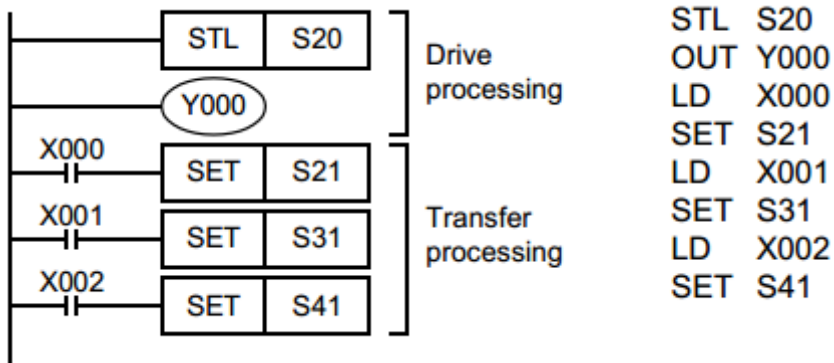 STL S20
Y000
Drive
processing
X000
SET S21
X001
SET S31
X002
SET S41
Transfer
processing
STL S20
OUT Y000
LD X000
SET S21
LD X001
SET S31
LD X002
SET S41